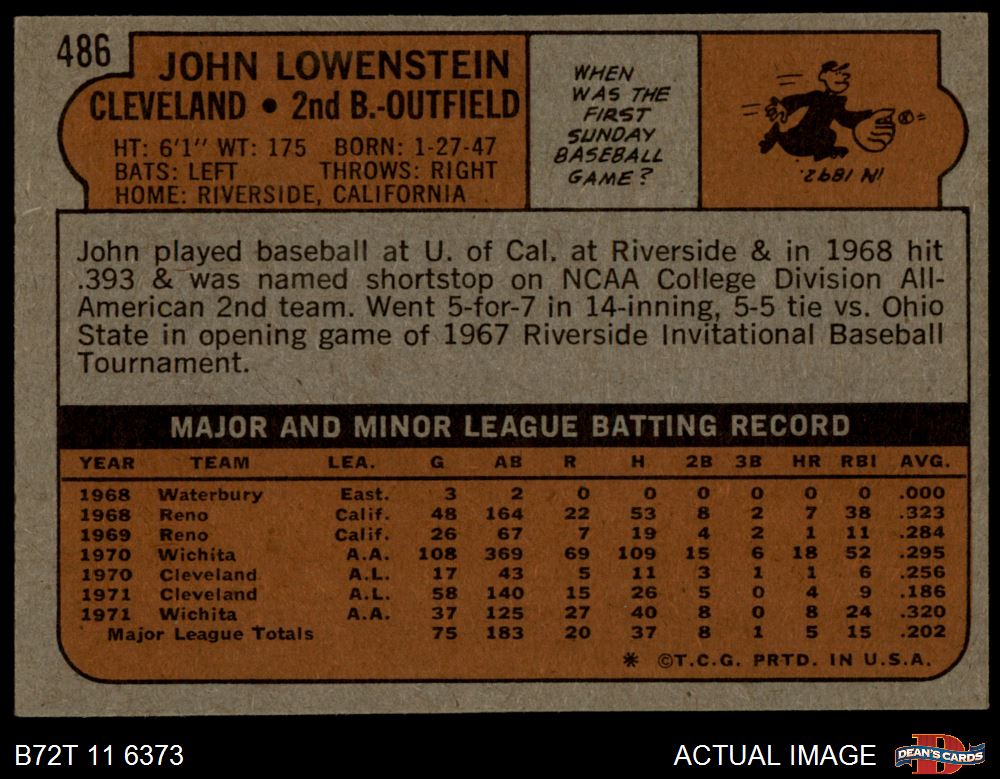 486
JOHN LOWENSTEIN
CLEVELAND • 2nd B.-OUTFIELD
HT: 6'1" WT: 175 BORN: 1-27-47
BATS: LEFT THROWS: RIGHT
HOME: RIVERSIDE, CALIFORNIA
WHEN
WAS THE
FIRST
SUNDAY
BASEBALL
GAME?
IN 1892.
John played baseball at U. of Cal. at Riverside & in 1968 hit
.393 & was named shortstop on NCAA College Division All-
American 2nd team. Went 5-for-7 in 14-inning, 5-5 tie vs. Ohio
State in opening game of 1967 Riverside Invitational Baseball
Tournament.
MAJOR AND MINOR LEAGUE BATTING RECORD
YEAR TEAM LEA. G AB R H 2B 3B HR RBI AVG.
1968 Waterbury East. 3 2 0 0 0 0 0 0 .000
1968 Reno Calif. 48 164 22 53 8 2 7 38 .323
1969 Reno Calif. 26 67 7 19 4 2 1 11 .284
1970 Wichita A.A. 108 369 69 109 15 6 18 52 .295
1970 Cleveland A.L. 17 43 5 11 3 1 1 6 .256
1971 Cleveland A.L. 58 140 15 26 5 0 4 9 .186
1971 Wichita A.A. 37 125 27 40 8 0 8 24 .320
Major League Totals 75 183 20 37 8 1 5 15 .202
* ©T.C.G. PRTD. IN U.S.A.
B72T 11 6373
ACTUAL IMAGE
DEAN'S CARDS